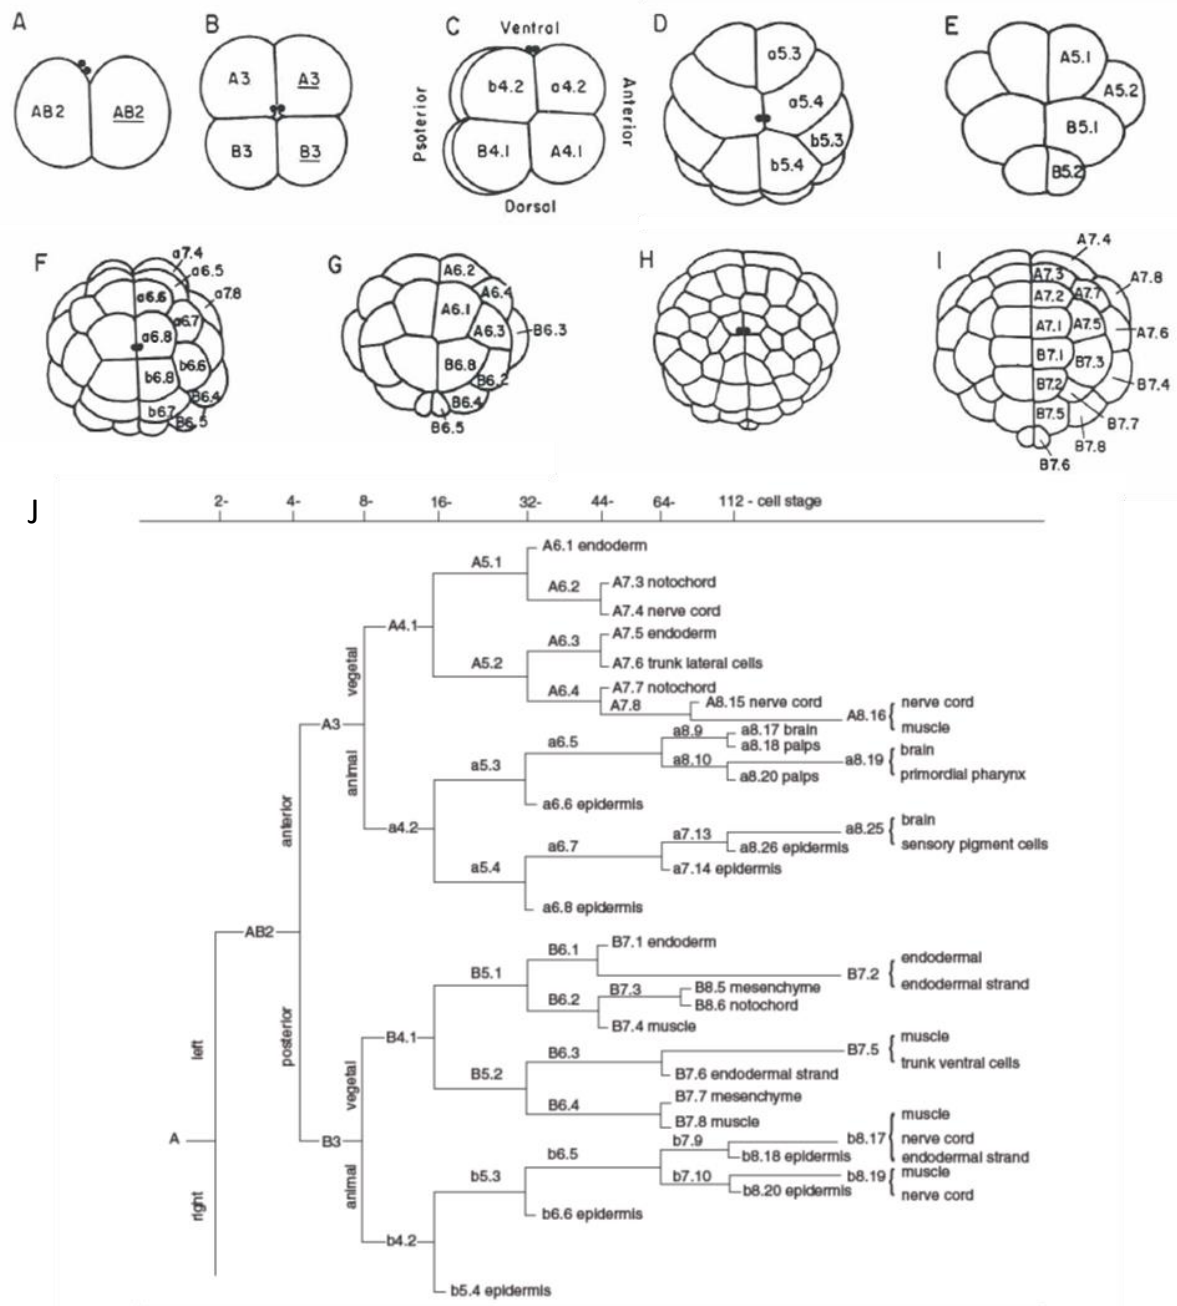 A
AB2
AB2
B
A3
A3
B3
B3
C
Ventral
Psoterior
b4.2
a4.2
B4.1
A4.1
Anterior
Dorsal
D
a5.3
a5.4
b5.3
b5.4
E
A5.1
A5.2
B5.1
B5.2
F
a7.4
a6.5
a7.8
a6.6
a6.7
a6.8
b6.6
b6.8
B6.4
b6.7
B6.5
G
A6.2
A6.4
A6.1
A6.3
B6.3
B6.8
B6.2
B6.4
B6.5
H
I
A7.4
A7.3
A7.8
A7.2
A7.7
A7.1
A7.5
A7.6
B7.1
B7.3
B7.2
B7.4
B7.5
B7.7
B7.8
B7.6
J
2- 4- 8- 16- 32- 44- 64- 112 - cell stage
A6.1 endoderm
A5.1
A6.2
A7.3 notochord
A7.4 nerve cord
A4.1
A7.5 endoderm
A6.3
A5.2
A7.6 trunk lateral cells
A6.4
A7.7 notochord
A7.8
A8.15 nerve cord
A8.16
nerve cord
muscle
vegetal
A3
animal
a8.9
a8.17 brain
a8.18 palps
a6.5
a8.10
a8.19
brain
primordial pharynx
a8.20 palps
a5.3
a6.6 epidermis
anterior
a4.2
a8.25
brain
sensory pigment cells
a7.13
a8.26 epidermis
a6.7
a7.14 epidermis
a5.4
a6.8 epidermis
AB2
B7.1 endoderm
B6.1
B7.2
endodermal
endodermal strand
B5.1
B7.3
B8.5 mesenchyme
B6.2
B8.6 notochord
B7.4 muscle
posterior
B4.1
left
B7.5
muscle
trunk ventral cells
B6.3
B5.2
B7.6 endodermal strand
B7.7 mesenchyme
B6.4
B7.8 muscle
vegetal
A
B3
animal
right
b7.9
b8.17
muscle
nerve cord
endodermal strand
b8.18 epidermis
b6.5
b7.10
b8.19
muscle
nerve cord
b8.20 epidermis
b5.3
b6.6 epidermis
b4.2
b5.4 epidermis